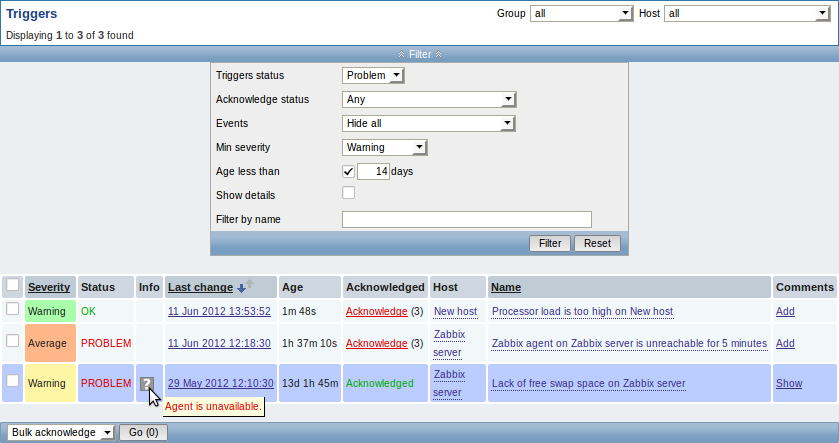 Triggers Group all Host all
Displaying 1 to 3 of 3 found
Filter
Triggers status Problem
Acknowledge status Any
Events Hide all
Min severity Warning
Age less than 14 days
Show details
Filter by name
Filter Reset
Severity Status Info Last change Age Acknowledged Host Name Comments
Warning OK 11 Jun 2012 13:53:52 1m 48s Acknowledge (3) New host Processor load is too high on New host Add
Average PROBLEM 11 Jun 2012 12:18:30 1h 37m 10s Acknowledge (3) Zabbix server Zabbix agent on Zabbix server is unreachable for 5 minutes Add
Warning PROBLEM ? 29 May 2012 12:10:30 13d 1h 45m Acknowledged Zabbix server Lack of free swap space on Zabbix server Show
Agent is unavailable.
Bulk acknowledge Go (0)